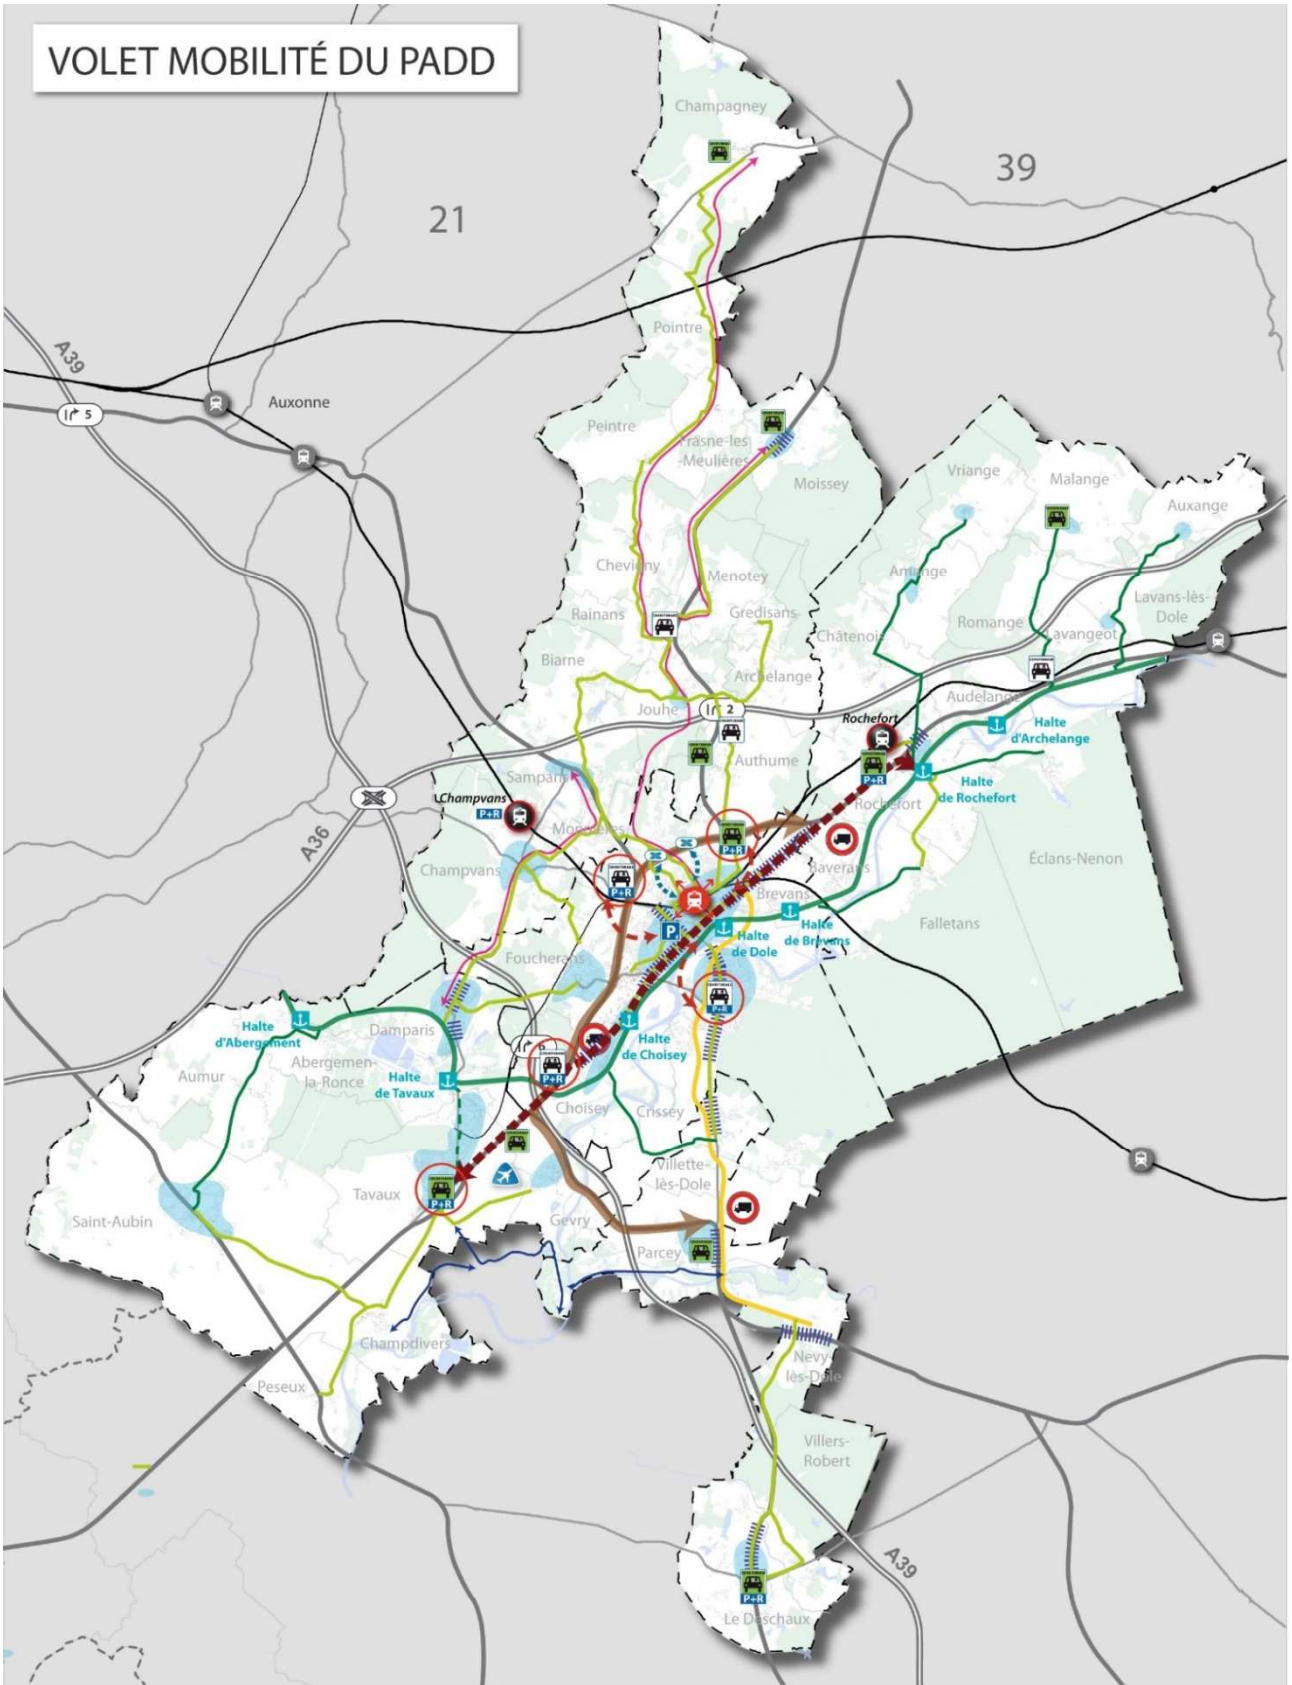 VOLET MOBILITÉ DU PADD
Champagney
39
21
Pointre
A39
Auxonne
5
Peintre
Frasne-les
-Meulières
Moissey
Vriange
Malange
Auxange
Chevigny
Menotey
Amange
Rainans
Gredisans
Châtenois
Romange
Lavangeot
Lavans-lès-
Dole
Biarne
Archelange
Audelange
Jouhe
2
Rochefort
Halte
d'Archelange
Authume
Sampans
P+R
Halte
de Rochefort
Champvans
P+R
Rochefort
Monnières
A36
P+R
Baverans
Éclans-Nenon
Champvans
P+R
Brevans
Falletans
P
Halte
de Dole
Halte
de Brevans
Foucherans
P+R
Halte
d'Abergement
Damparis
Halte
de Choisey
Aumur
Abergemen-
la-Ronce
6
P+R
Halte
de Tavaux
Choisey
Crissey
Villette-
lès-Dole
Tavaux
P+R
Saint-Aubin
Gevry
Parcey
Champdivers
Nevy-
lès-Dole
Peseux
Villers-
Robert
A39
P+R
Le Deschaux